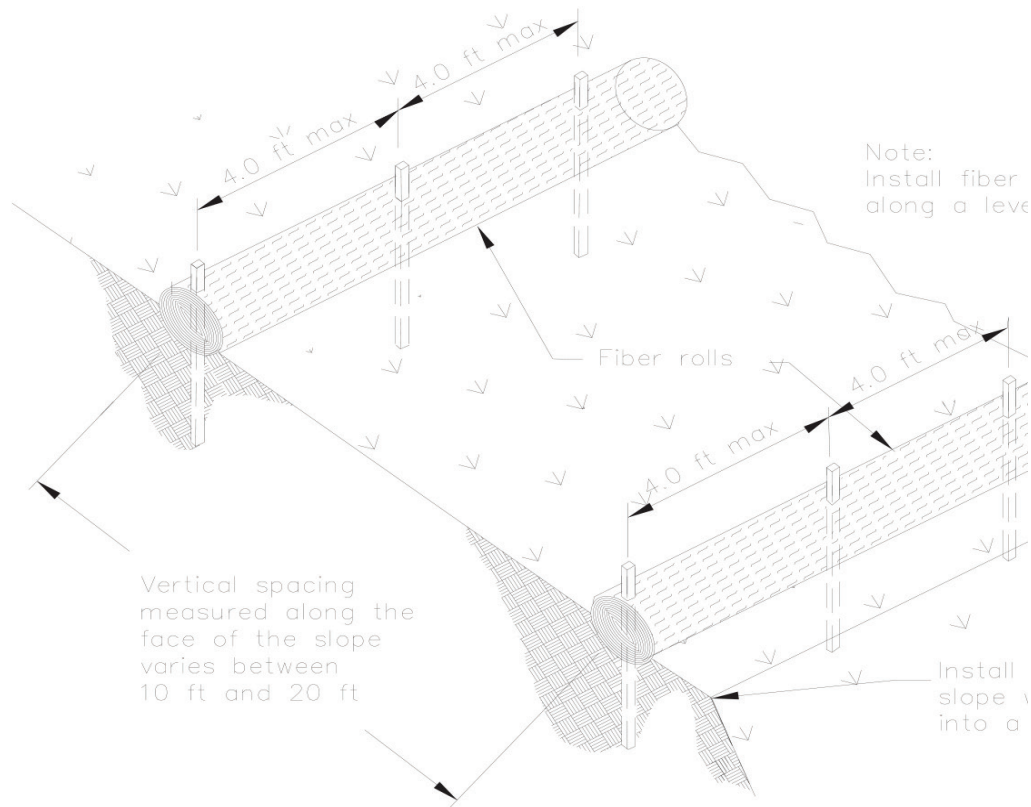 4.0 ft max
4.0 ft max
Note:
Install fiber
along a leve
Fiber rolls
4.0 ft max
4.0 ft max
Vertical spacing
measured along the
face of the slope
varies between
10 ft and 20 ft
Install
slope
into a